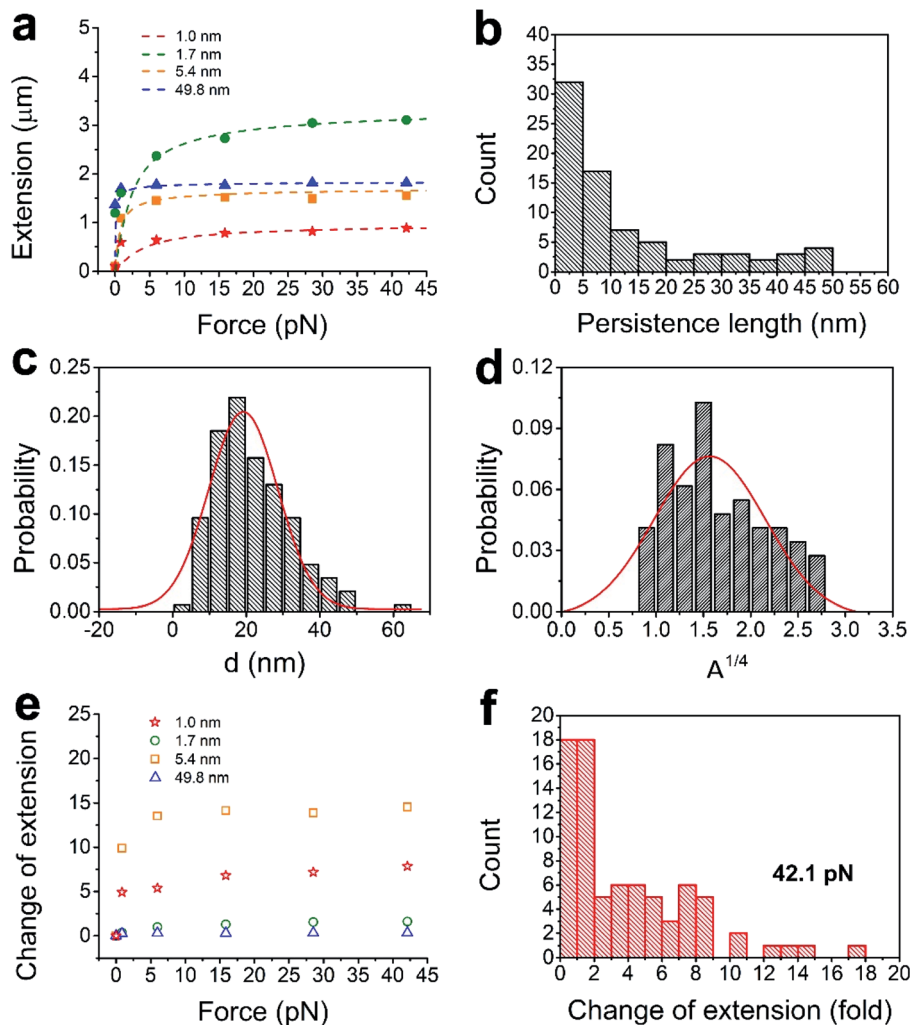 a
1.0 nm
1.7 nm
5.4 nm
49.8 nm
5
4
3
2
1
0
Extension (μm)
0 5 10 15 20 25 30 35 40 45
Force (pN)
b
40
35
30
25
20
15
10
5
0
Count
0 5 10 15 20 25 30 35 40 45 50 55 60
Persistence length (nm)
c
0.25
0.20
0.15
0.10
0.05
0.00
Probability
-20 0 20 40 60
d (nm)
d
0.12
0.09
0.06
0.03
0.00
Probability
0.0 0.5 1.0 1.5 2.0 2.5 3.0 3.5
A^1/4
e
1.0 nm
1.7 nm
5.4 nm
49.8 nm
25
20
15
10
5
0
Change of extension
0 5 10 15 20 25 30 35 40 45
Force (pN)
f
20
18
16
14
12
10
8
6
4
2
0
Count
42.1 pN
0 2 4 6 8 10 12 14 16 18 20
Change of extension (fold)